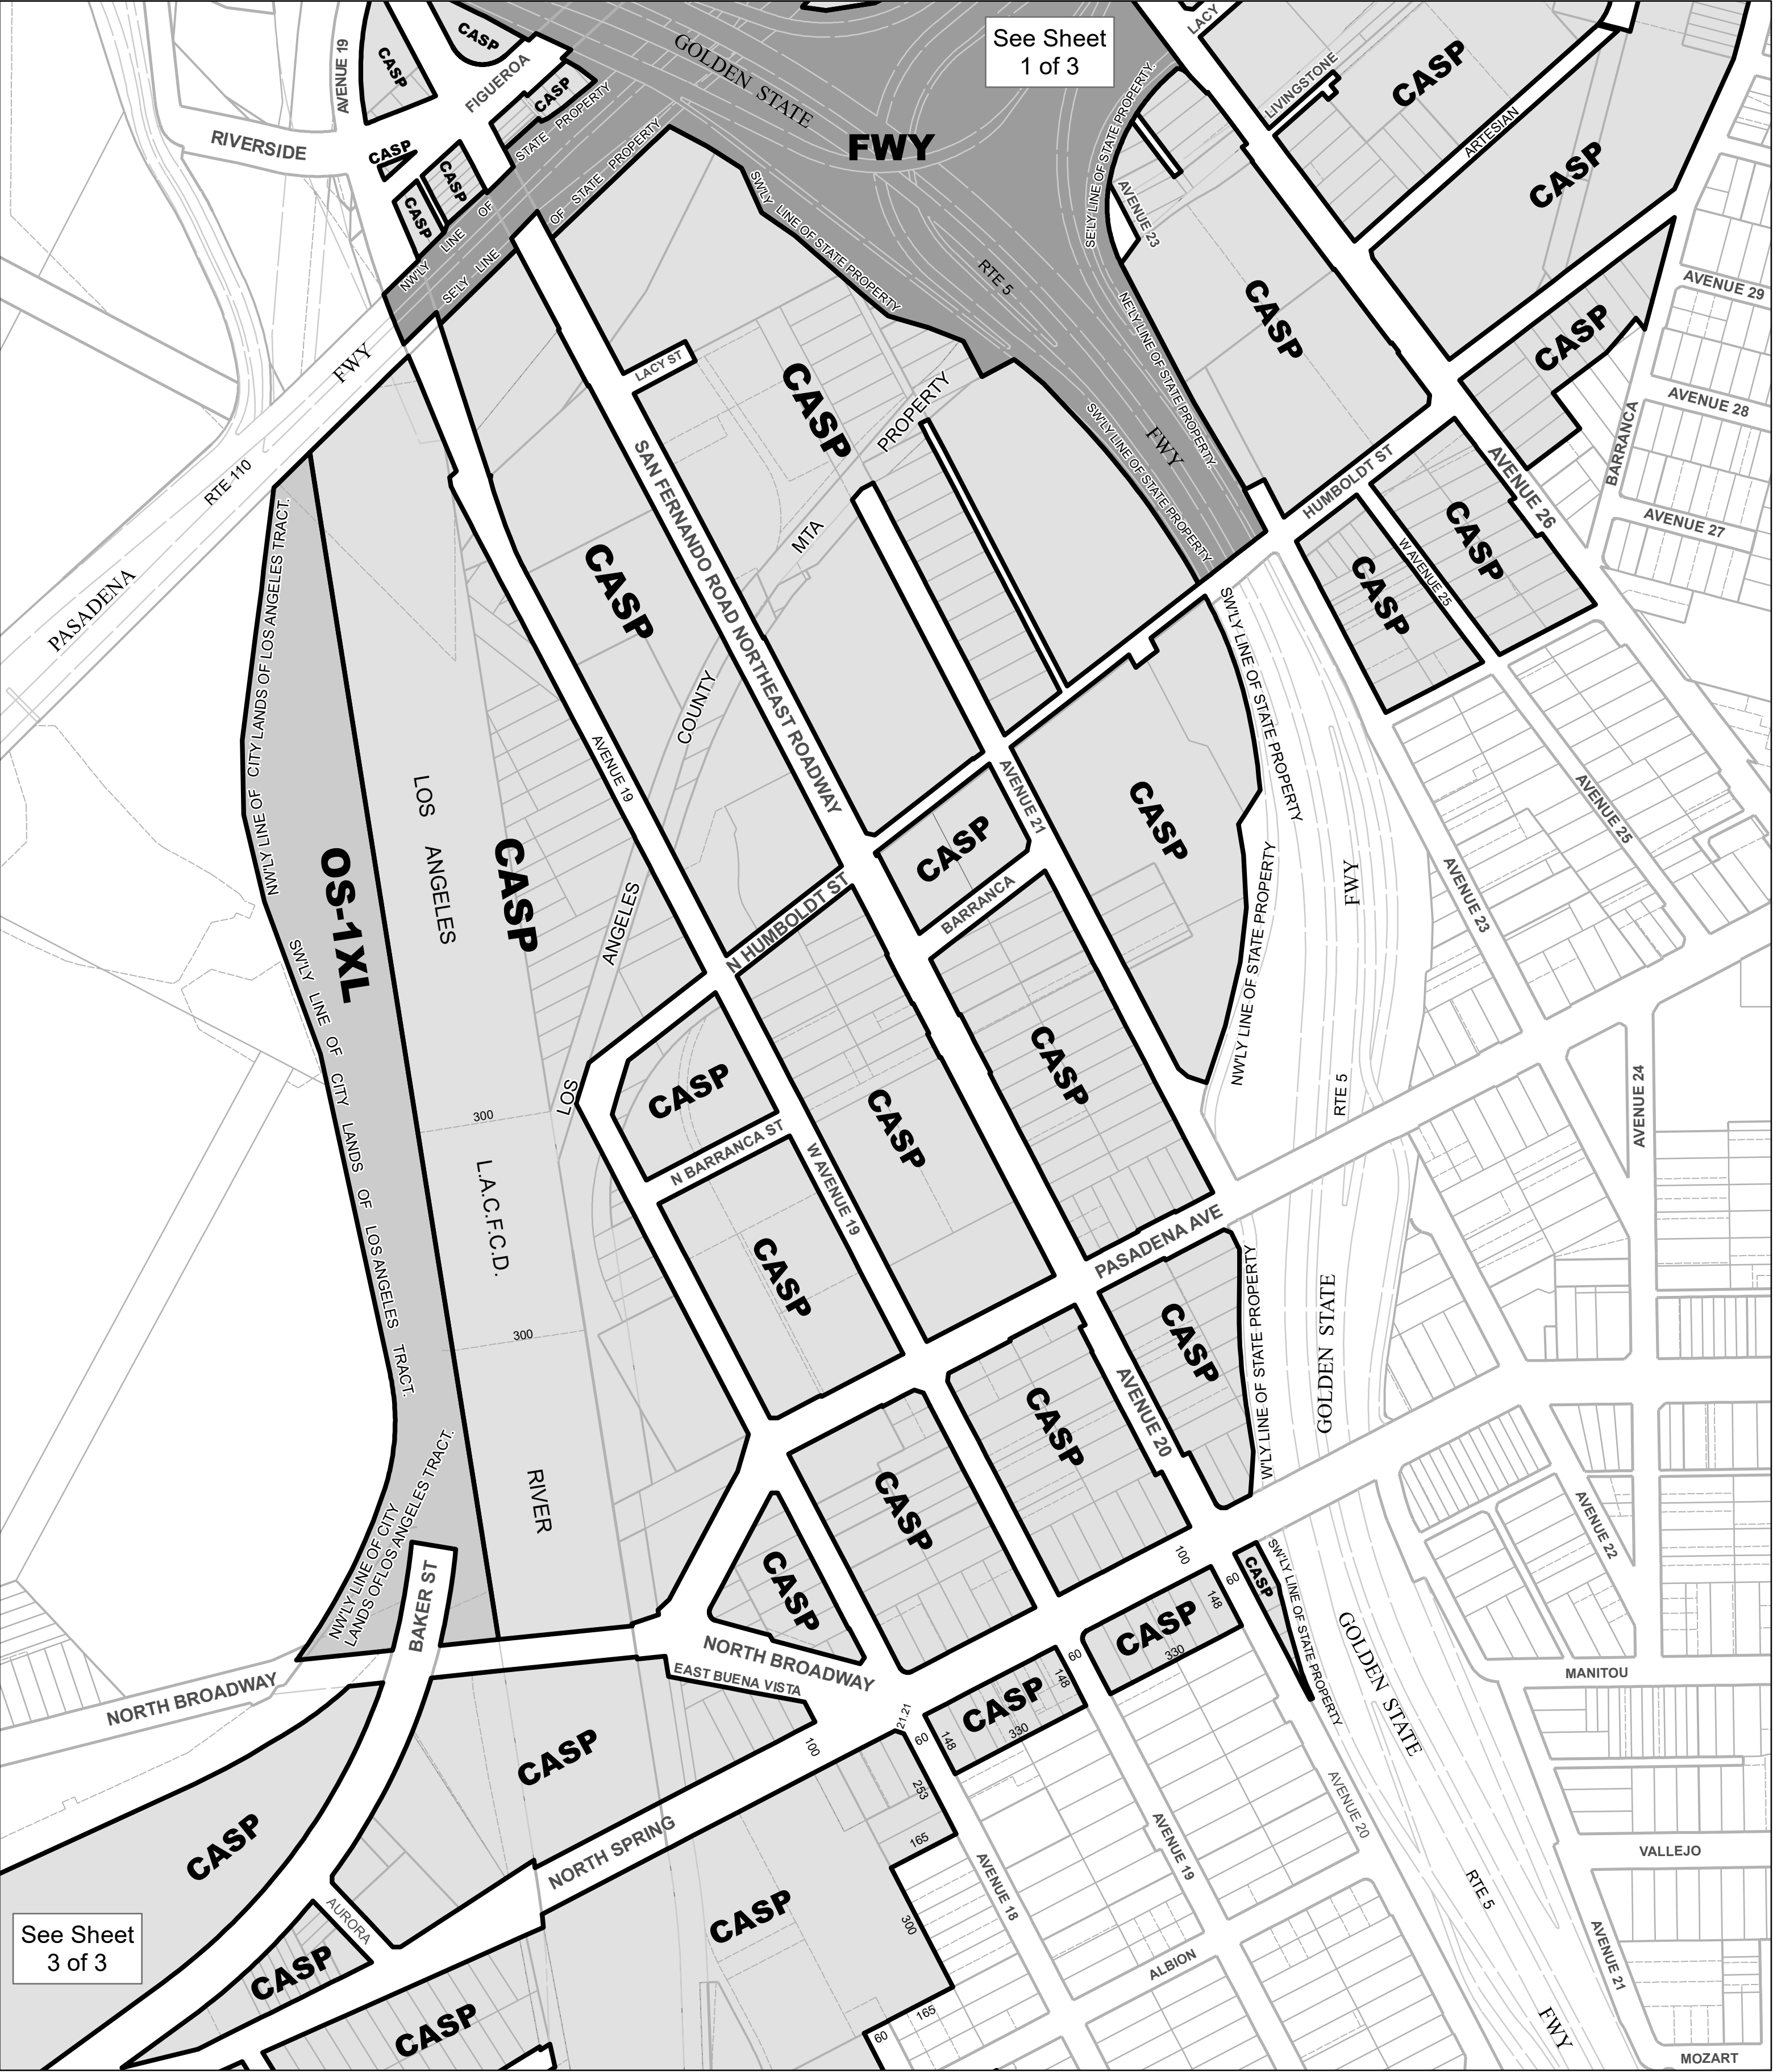 See Sheet
1 of 3
LACY
CASP
CASP
AVENUE 19
CASP
FIGUEROA
CASP
GOLDEN STATE
FWY
LIVINGSTONE
CASP
ARTESIAN
RIVERSIDE
CASP
CASP
CASP
NW'LY LINE OF STATE PROPERTY
SE'LY LINE OF STATE PROPERTY
SW'LY LINE OF STATE PROPERTY
SE'LY LINE OF STATE PROPERTY.
AVENUE 23
CASP
RTE 5
CASP
NE'LY LINE OF STATE PROPERTY.
AVENUE 29
CASP
FWY
LACY ST
CASP
PROPERTY
SW'LY LINE OF STATE PROPERTY
FWY
AVENUE 28
BARRANCA
AVENUE 26
HUMBOLDT ST
AVENUE 27
RTE 110
PASADENA
SAN FERNANDO ROAD NORTHEAST ROADWAY
MTA
CASP
CASP
W AVENUE 25
CASP
NW'LY LINE OF CITY LANDS OF LOS ANGELES TRACT.
SW'LY LINE OF STATE PROPERTY
COUNTY
AVENUE 19
LOS ANGELES
AVENUE 21
CASP
CASP
AVENUE 25
OS-1XL
CASP
ANGELES
N HUMBOLDT ST
BARRANCA
FWY
AVENUE 23
NW'LY LINE OF STATE PROPERTY
SW'LY LINE OF CITY LANDS OF LOS ANGELES TRACT.
LOS
CASP
CASP
CASP
RTE 5
AVENUE 24
300
N BARRANCA ST
W AVENUE 19
L.A.C.F.C.D.
PASADENA AVE
CASP
CASP
W'LY LINE OF STATE PROPERTY
GOLDEN STATE
300
CASP
AVENUE 20
CASP
RIVER
NW'LY LINE OF CITY
LANDS OF LOS ANGELES TRACT.
BAKER ST
CASP
100
AVENUE 22
CASP
60
SW'LY LINE OF STATE PROPERTY
CASP
148
330
GOLDEN STATE
NORTH BROADWAY
EAST BUENA VISTA
60
148
CASP
330
148
60
21.21
MANITOU
NORTH BROADWAY
100
CASP
253
AVENUE 20
CASP
NORTH SPRING
165
AVENUE 19
VALLEJO
AVENUE 18
RTE 5
CASP
300
AURORA
See Sheet
3 of 3
CASP
ALBION
AVENUE 21
CASP
165
60
FWY
MOZART